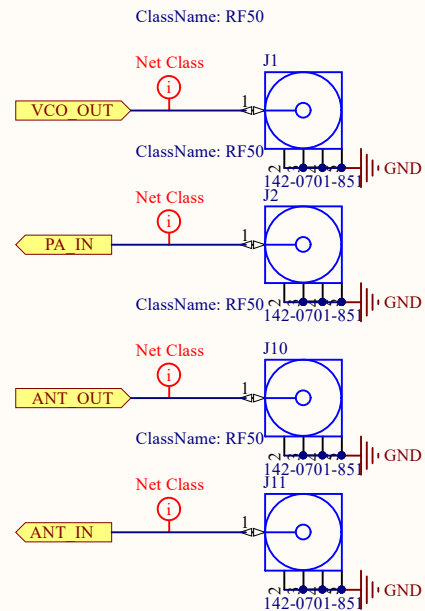 ClassName: RF50
J1
Net Class
i
1
VCO_OUT
2 3 4 5
GND
142-0701-851
ClassName: RF50
J2
Net Class
i
1
PA_IN
2 3 4 5
GND
142-0701-851
ClassName: RF50
J10
Net Class
i
1
ANT_OUT
2 3 4 5
GND
142-0701-851
ClassName: RF50
J11
Net Class
i
1
ANT_IN
2 3 4 5
GND
142-0701-851